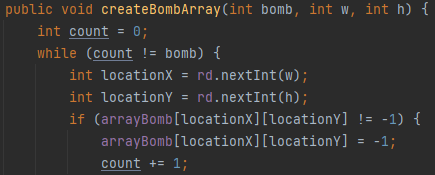 public void createBombArray(int bomb, int w, int h) {
    int count = 0;
    while (count != bomb) {
        int locationX = rd.nextInt(w);
        int locationY = rd.nextInt(h);
        if (arrayBomb[locationX][locationY] != -1) {
            arrayBomb[locationX][locationY] = -1;
            count += 1;